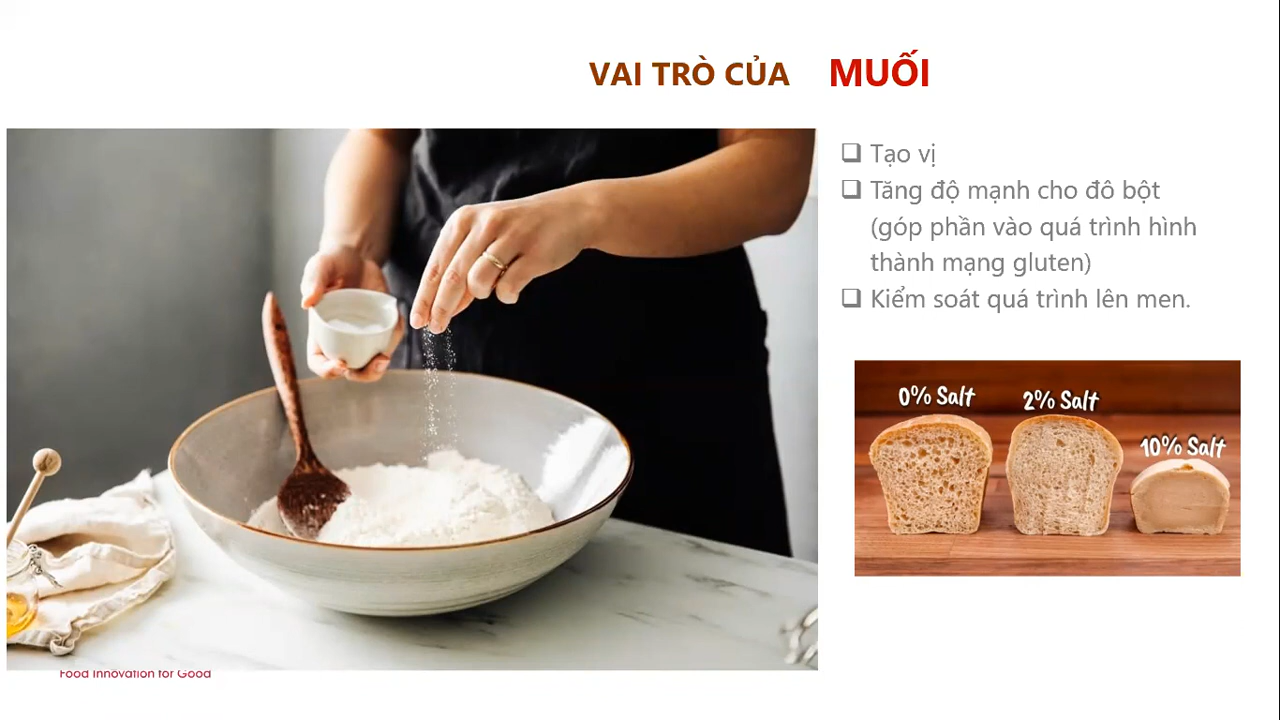 VAI TRÒ CỦA MUỐI
❑ Tạo vị
❑ Tăng độ mạnh cho đô bột
(góp phần vào quá trình hình
thành mạng gluten)
❑ Kiểm soát quá trình lên men.
0% Salt
2% Salt
10% Salt
Food Innovation for Good